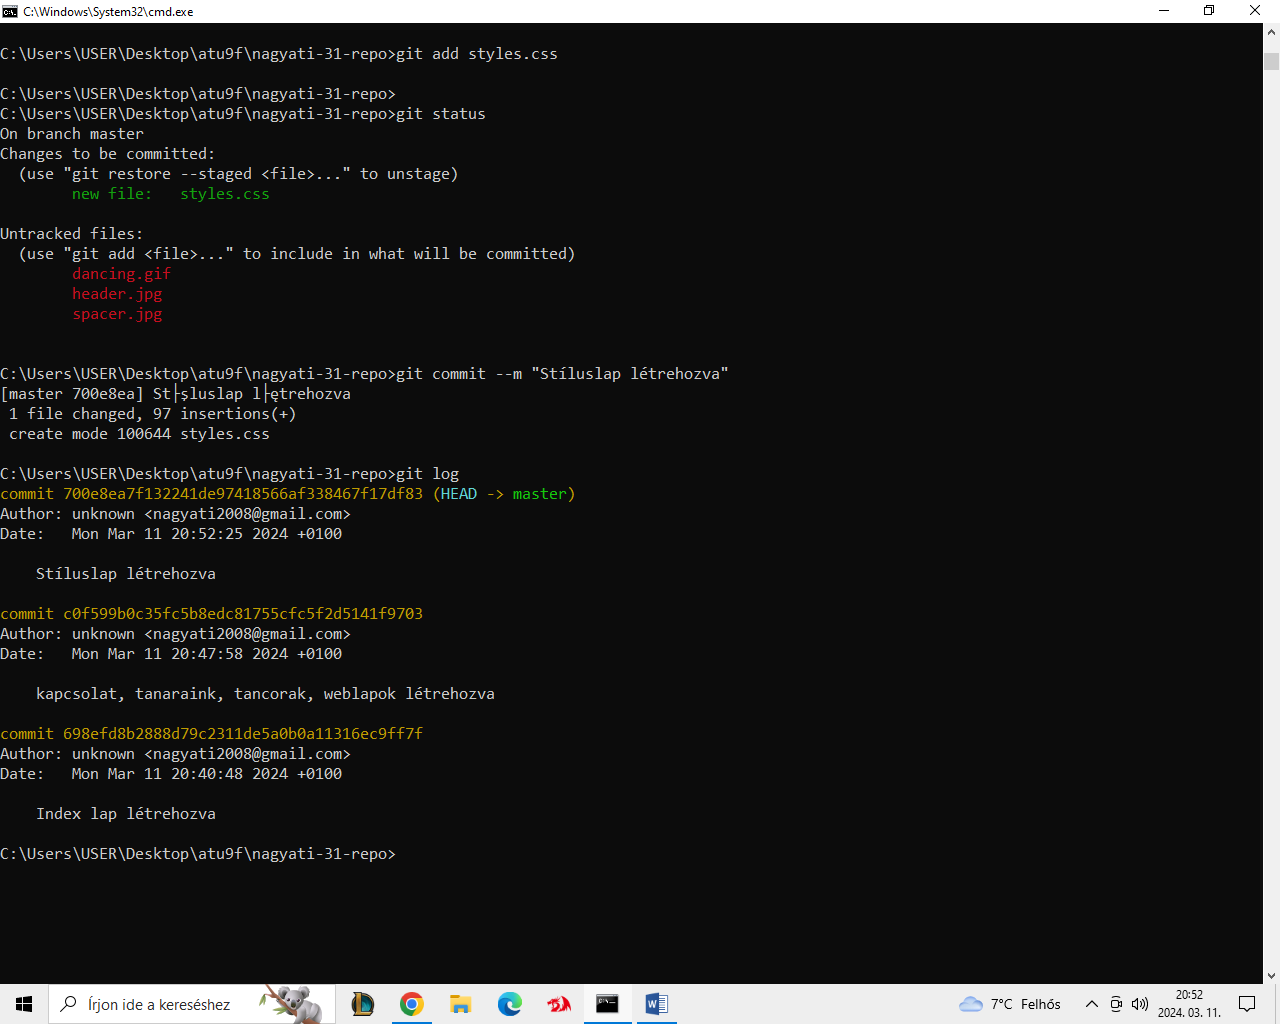 C:\Windows\System32\cmd.exe
C:\Users\USER\Desktop\atu9f\nagyati-31-repo>git add styles.css
C:\Users\USER\Desktop\atu9f\nagyati-31-repo>
C:\Users\USER\Desktop\atu9f\nagyati-31-repo>git status
On branch master
Changes to be committed:
  (use "git restore --staged <file>..." to unstage)
        new file:   styles.css
Untracked files:
  (use "git add <file>..." to include in what will be committed)
        dancing.gif
        header.jpg
        spacer.jpg
C:\Users\USER\Desktop\atu9f\nagyati-31-repo>git commit --m "Stíluslap létrehozva"
[master 700e8ea] St├şluslap l├ętrehozva
 1 file changed, 97 insertions(+)
 create mode 100644 styles.css
C:\Users\USER\Desktop\atu9f\nagyati-31-repo>git log
commit 700e8ea7f132241de97418566af338467f17df83 (HEAD -> master)
Author: unknown <nagyati2008@gmail.com>
Date:   Mon Mar 11 20:52:25 2024 +0100
    Stíluslap létrehozva
commit c0f599b0c35fc5b8edc81755cfc5f2d5141f9703
Author: unknown <nagyati2008@gmail.com>
Date:   Mon Mar 11 20:47:58 2024 +0100
    kapcsolat, tanaraink, tancorak, weblapok létrehozva
commit 698efd8b2888d79c2311de5a0b0a11316ec9ff7f
Author: unknown <nagyati2008@gmail.com>
Date:   Mon Mar 11 20:40:48 2024 +0100
    Index lap létrehozva
C:\Users\USER\Desktop\atu9f\nagyati-31-repo>
Írjon ide a kereséshez
7°C Felhős
20:52
2024. 03. 11.